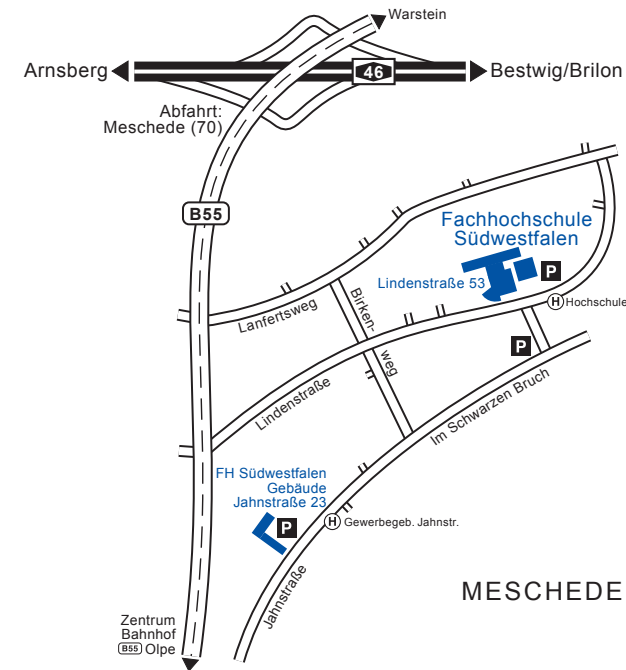 Warstein
Arnsberg
46
Bestwig/Brilon
Abfahrt:
Meschede (70)
B55
Fachhochschule
Südwestfalen
Lindenstraße 53
P
H Hochschule
Lanfertsweg
Birken-
weg
P
Lindenstraße
Im Schwarzen Bruch
FH Südwestfalen
Gebäude
Jahnstraße 23
P
H Gewerbegeb. Jahnstr.
Jahnstraße
MESCHEDE
Zentrum
Bahnhof
B55 Olpe